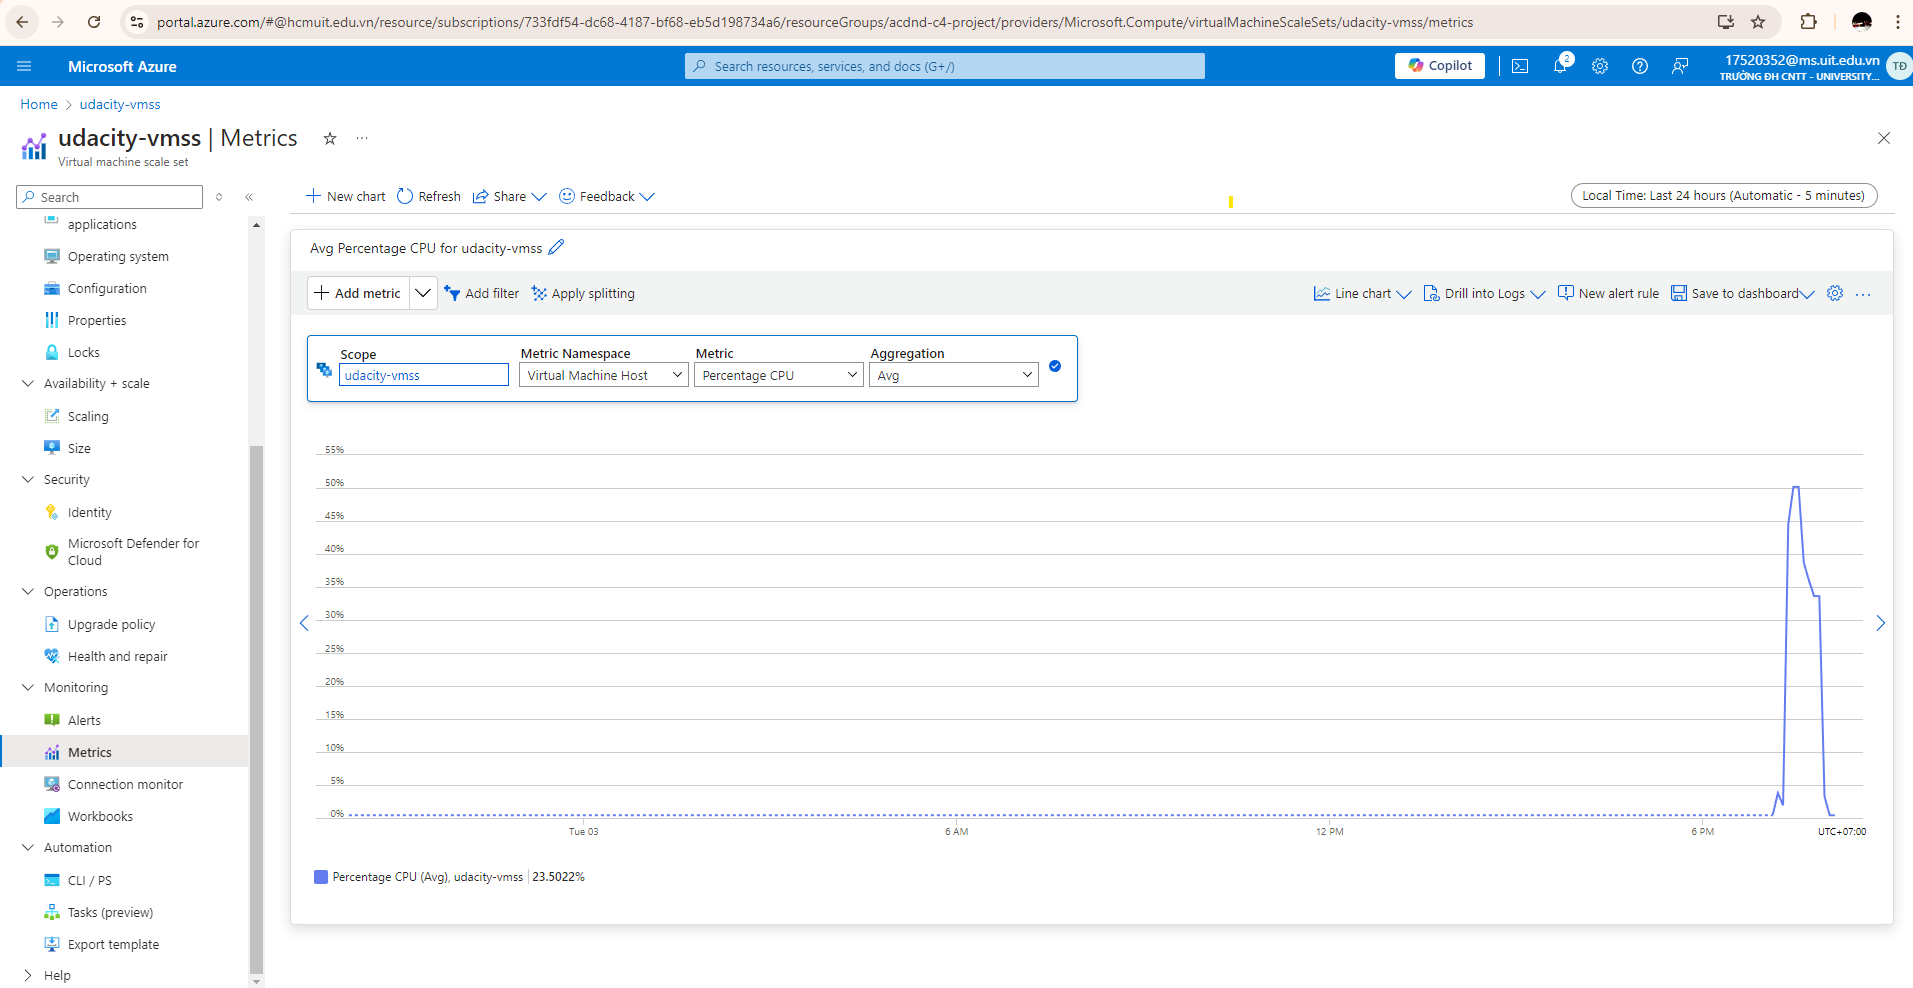 portal.azure.com/#@hcmuit.edu.vn/resource/subscriptions/733fdf54-dc68-4187-bf68-eb5d198734a6/resourceGroups/acdnd-c4-project/providers/Microsoft.Compute/virtualMachineScaleSets/udacity-vmss/metrics
Microsoft Azure
Search resources, services, and docs (G+/)
Copilot
2
17520352@ms.uit.edu.vn
TRƯỜNG ĐH CNTT - UNIVERSITY...
TĐ
Home > udacity-vmss
udacity-vmss | Metrics
Virtual machine scale set
Search
applications
Operating system
Configuration
Properties
Locks
Availability + scale
Scaling
Size
Security
Identity
Microsoft Defender for
Cloud
Operations
Upgrade policy
Health and repair
Monitoring
Alerts
Metrics
Connection monitor
Workbooks
Automation
CLI / PS
Tasks (preview)
Export template
Help
New chart Refresh Share Feedback
Local Time: Last 24 hours (Automatic - 5 minutes)
Avg Percentage CPU for udacity-vmss
Add metric Add filter Apply splitting
Line chart Drill into Logs New alert rule Save to dashboard
Scope Metric Namespace Metric Aggregation
udacity-vmss Virtual Machine Host Percentage CPU Avg
55%
50%
45%
40%
35%
30%
25%
20%
15%
10%
5%
0%
Tue 03 6 AM 12 PM 6 PM UTC+07:00
Percentage CPU (Avg), udacity-vmss 23.5022%